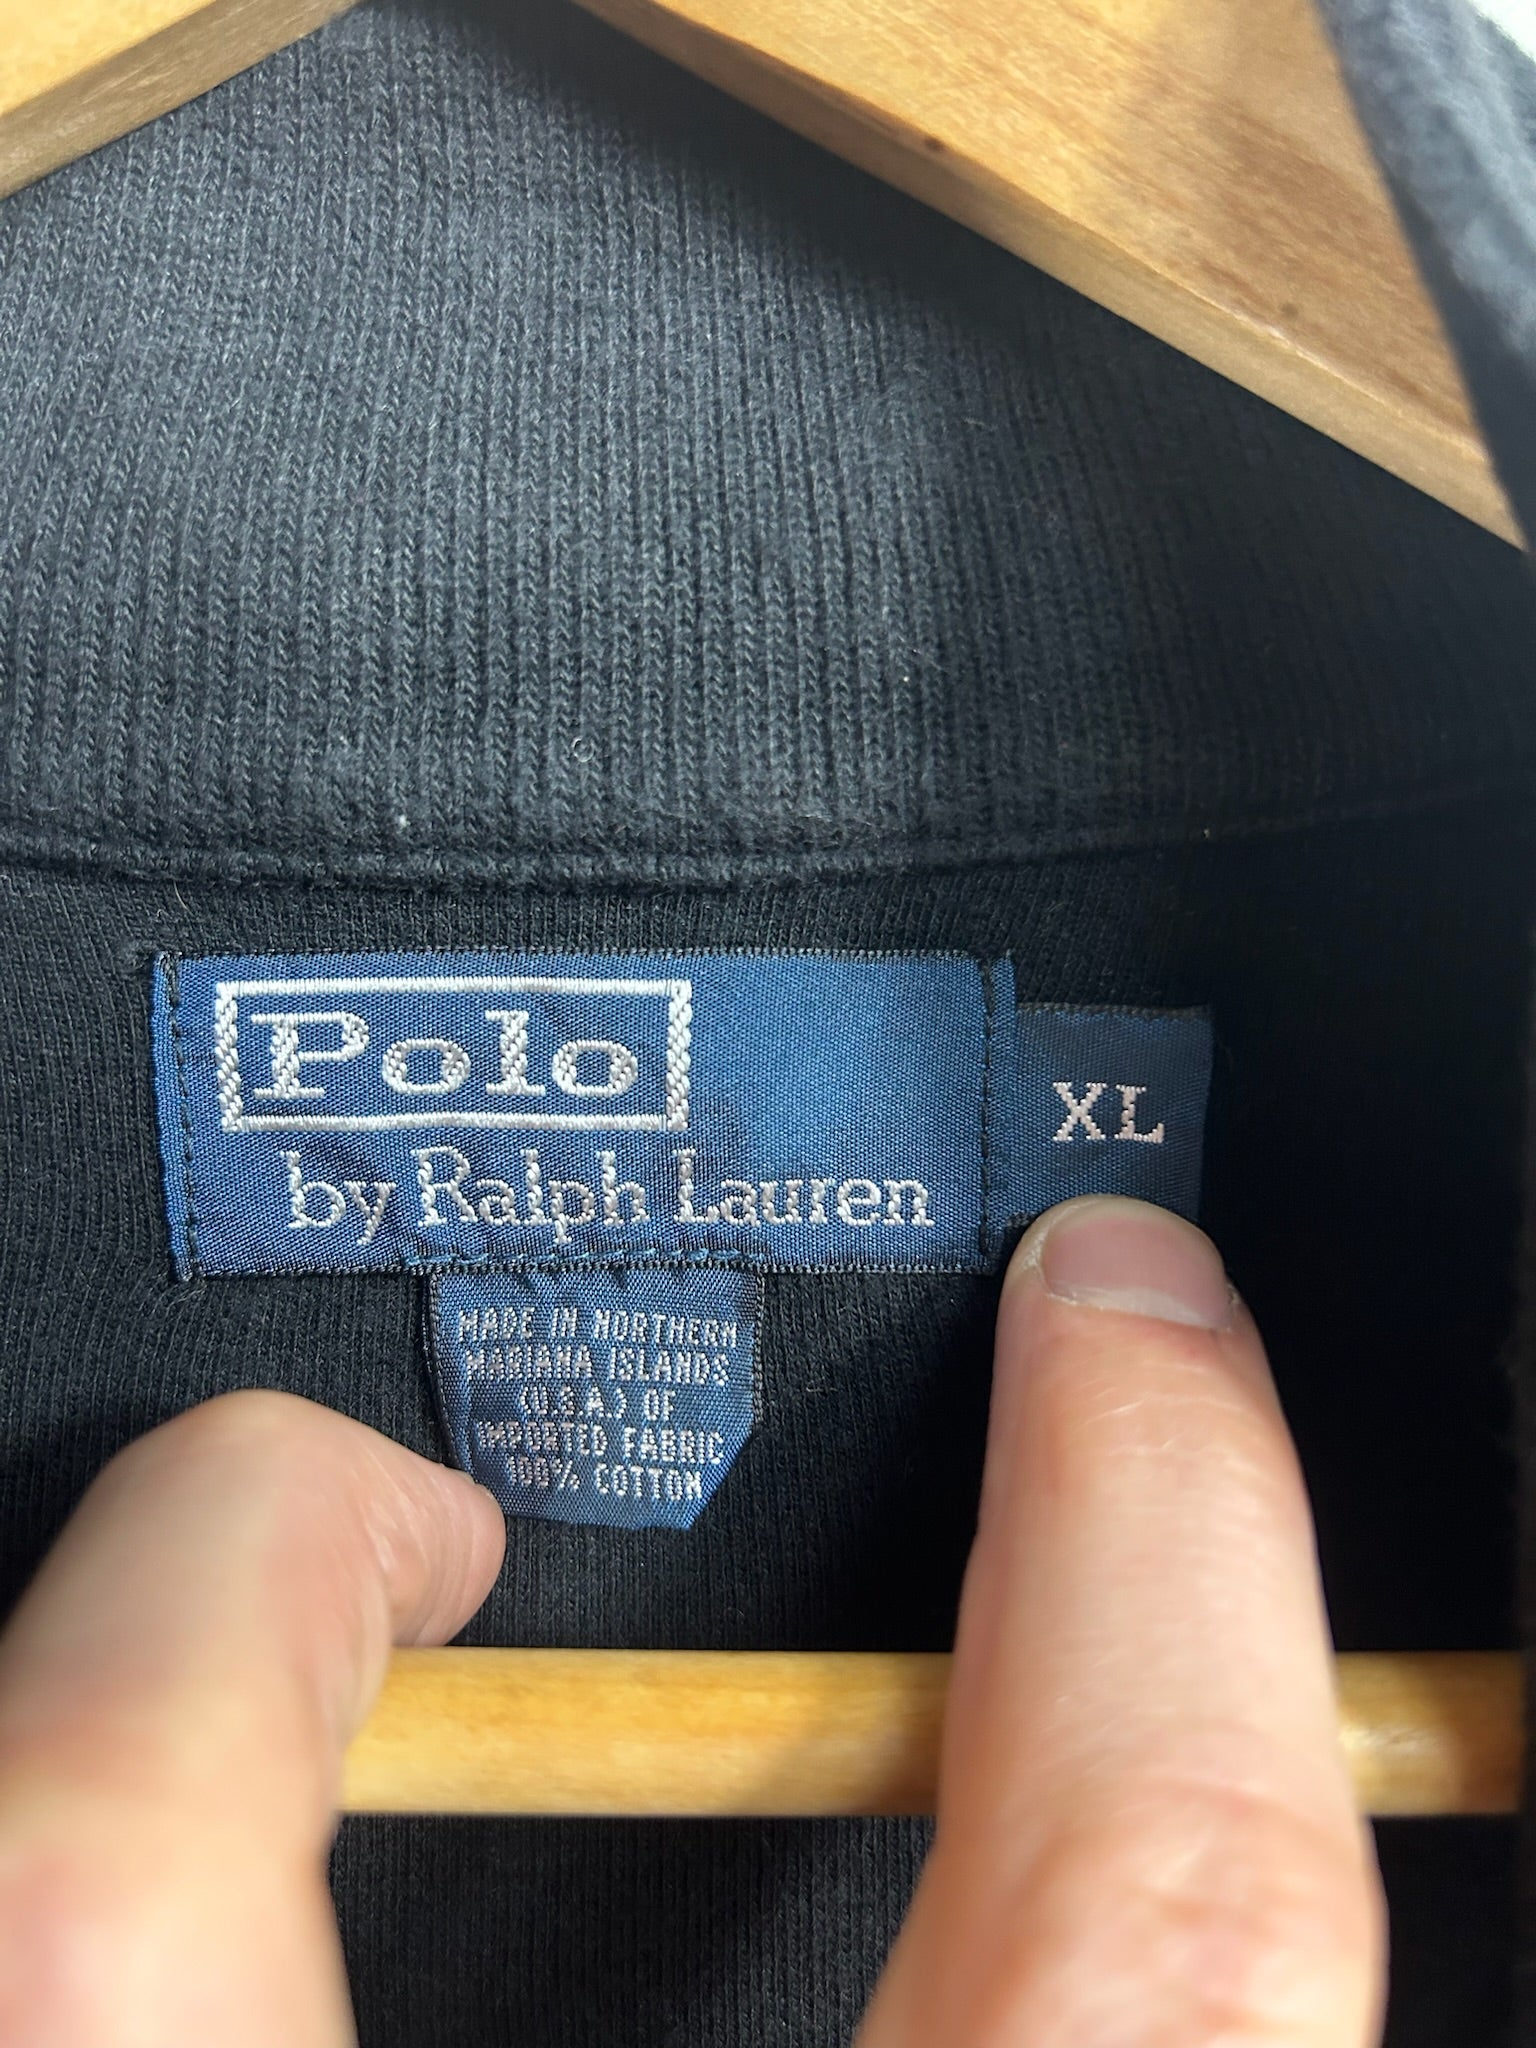 Polo
by Ralph Lauren
XL
MADE IN NORTHERN
MARIANA ISLANDS
(U.S.A.) OF
IMPORTED FABRIC
100% COTTON